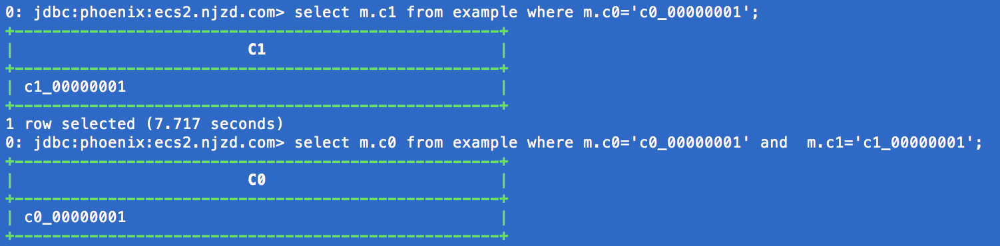 0: jdbc:phoenix:ecs2.njzd.com> select m.c1 from example where m.c0='c0_00000001';
+----------------------------------------------------+
|                          C1                         |
+----------------------------------------------------+
| c1_00000001                                         |
+----------------------------------------------------+
1 row selected (7.717 seconds)
0: jdbc:phoenix:ecs2.njzd.com> select m.c0 from example where m.c0='c0_00000001' and  m.c1='c1_00000001';
+----------------------------------------------------+
|                          C0                         |
+----------------------------------------------------+
| c0_00000001                                         |
+----------------------------------------------------+